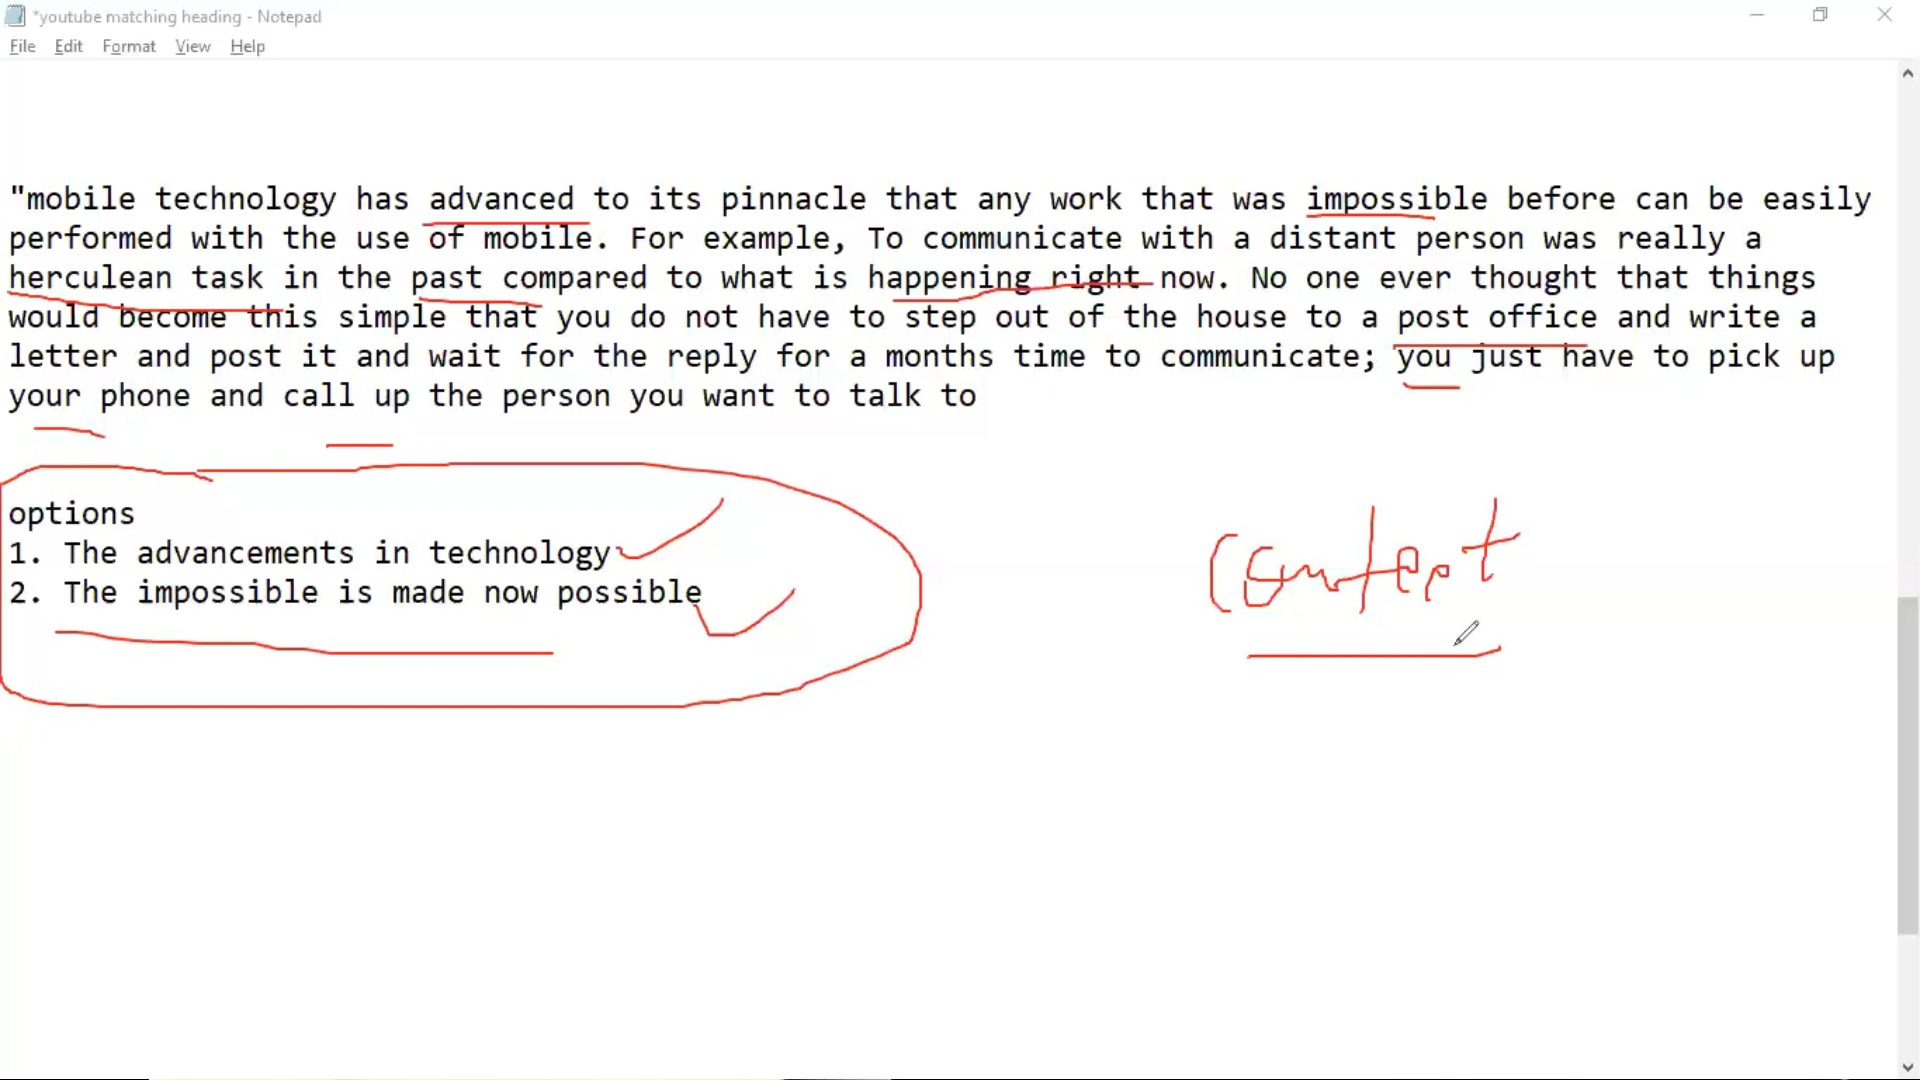 *youtube matching heading - Notepad
File Edit Format View Help
"mobile technology has advanced to its pinnacle that any work that was impossible before can be easily
performed with the use of mobile. For example, To communicate with a distant person was really a
herculean task in the past compared to what is happening right now. No one ever thought that things
would become this simple that you do not have to step out of the house to a post office and write a
letter and post it and wait for the reply for a months time to communicate; you just have to pick up
your phone and call up the person you want to talk to
options
1. The advancements in technology
2. The impossible is made now possible